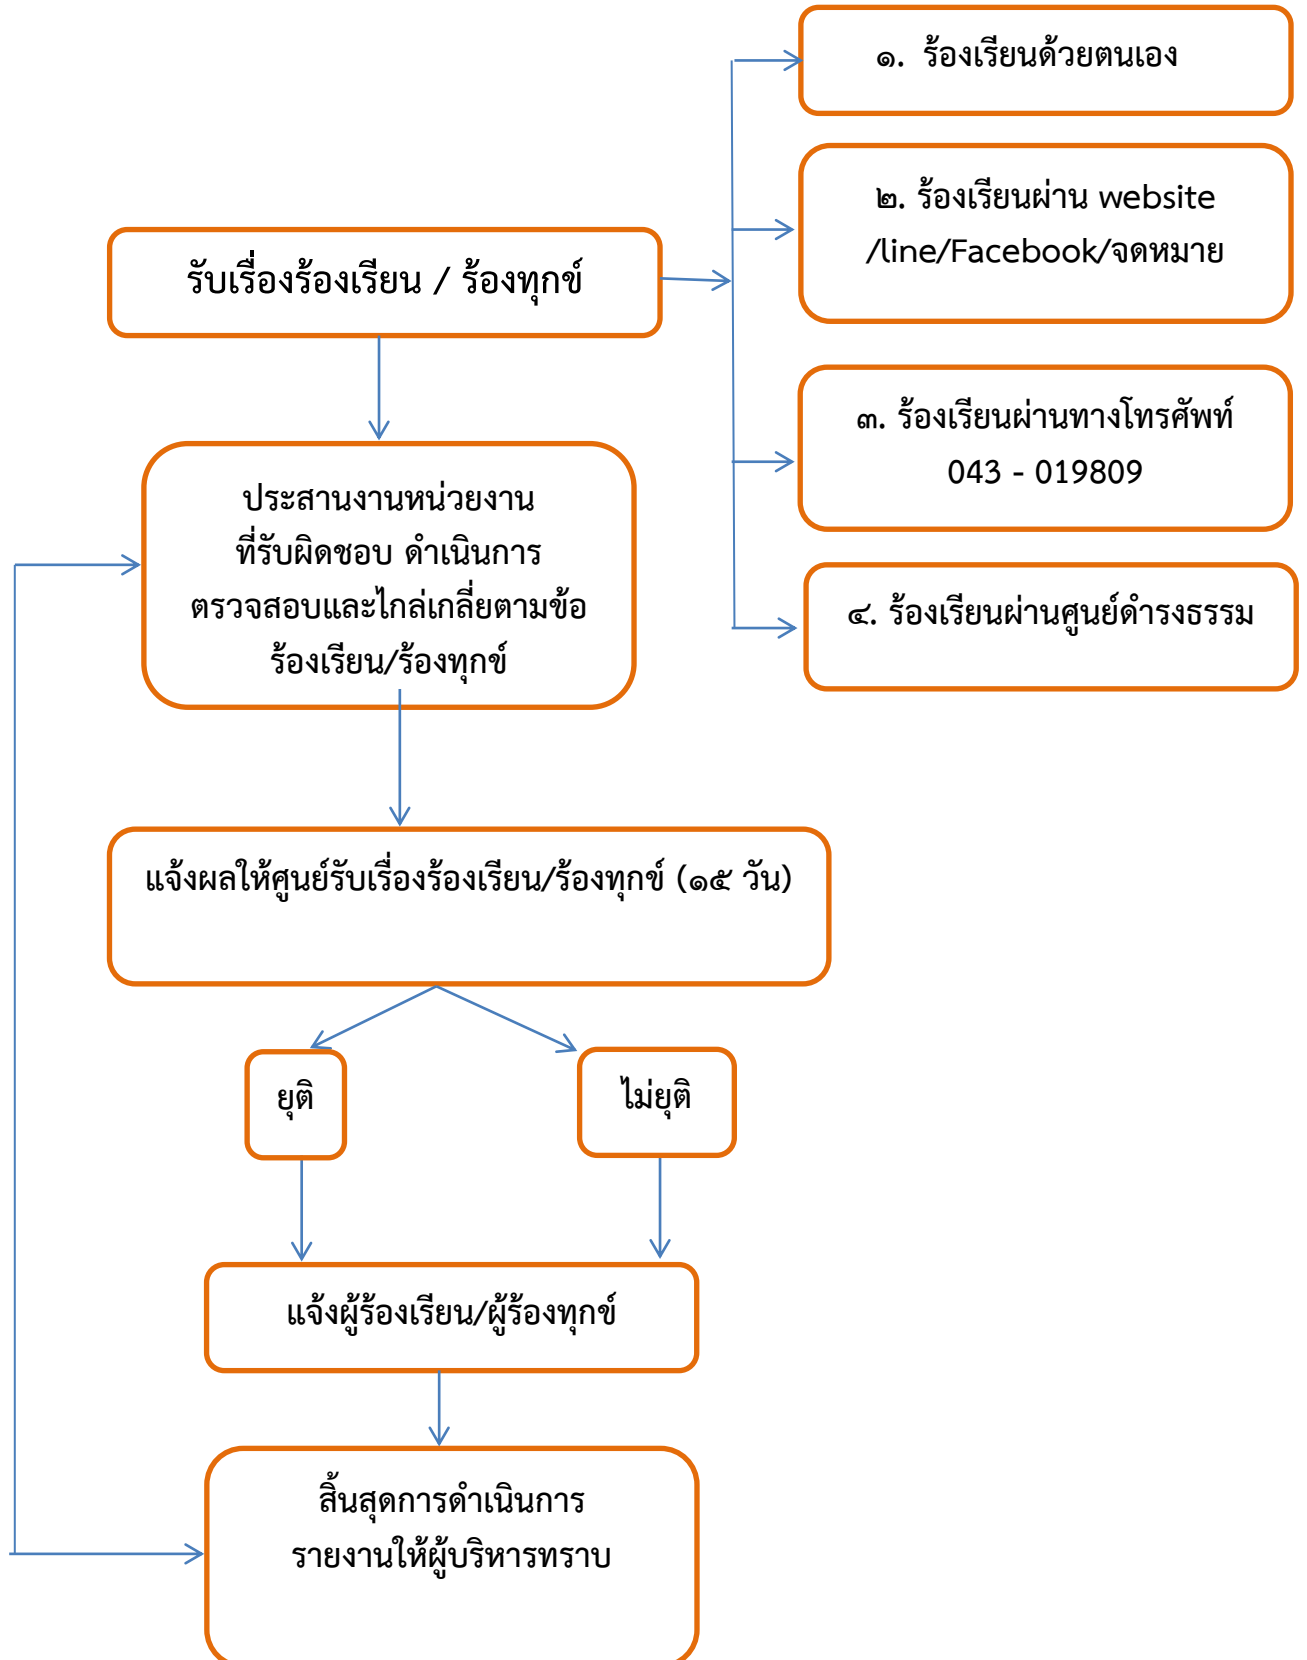 ๑. ร้องเรียนด้วยตนเอง
๒. ร้องเรียนผ่าน website
/line/Facebook/จดหมาย
รับเรื่องร้องเรียน / ร้องทุกข์
๓. ร้องเรียนผ่านทางโทรศัพท์
043 - 019809
ประสานงานหน่วยงาน
ที่รับผิดชอบ ดำเนินการ
ตรวจสอบและไกล่เกลี่ยตามข้อ
ร้องเรียน/ร้องทุกข์
๔. ร้องเรียนผ่านศูนย์ดำรงธรรม
แจ้งผลให้ศูนย์รับเรื่องร้องเรียน/ร้องทุกข์ (๑๕ วัน)
ยุติ
ไม่ยุติ
แจ้งผู้ร้องเรียน/ผู้ร้องทุกข์
สิ้นสุดการดำเนินการ
รายงานให้ผู้บริหารทราบ